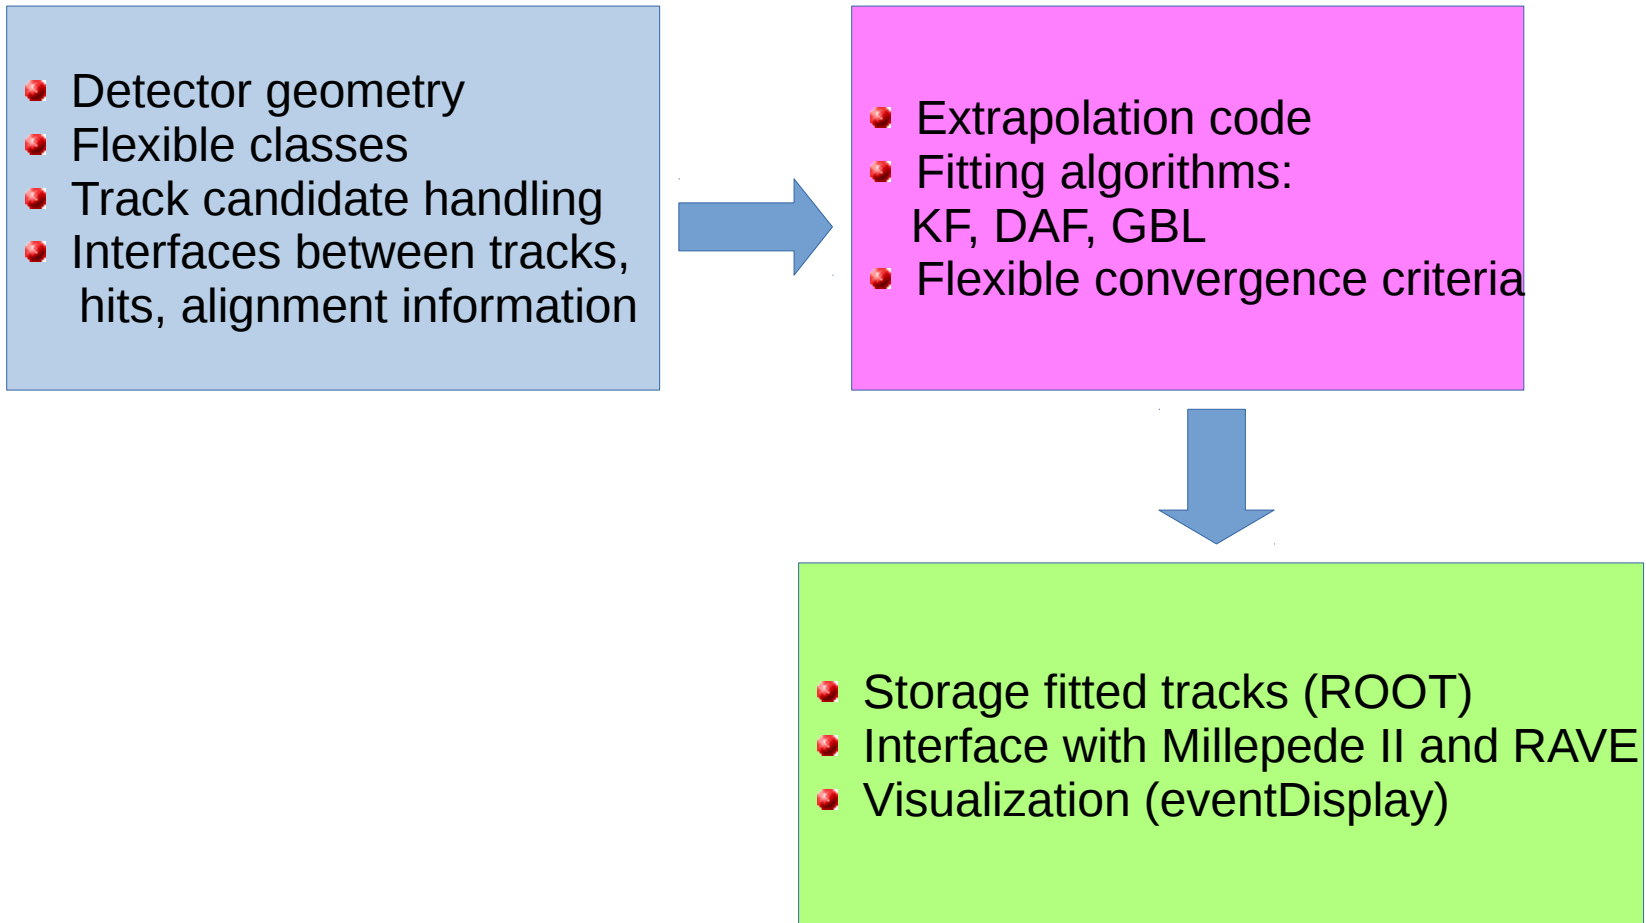 Detector geometry
Flexible classes
Track candidate handling
Interfaces between tracks,
hits, alignment information
Extrapolation code
Fitting algorithms:
KF, DAF, GBL
Flexible convergence criteria
Storage fitted tracks (ROOT)
Interface with Millepede II and RAVE
Visualization (eventDisplay)